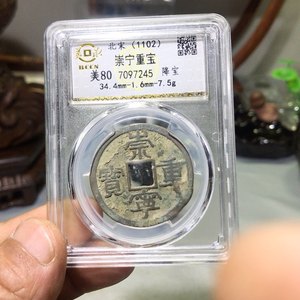 北宋 (1102)
崇宁重宝
美80 7097245 降宝
34.4mm-1.6mm-7.5g
崇
寶 重
寧